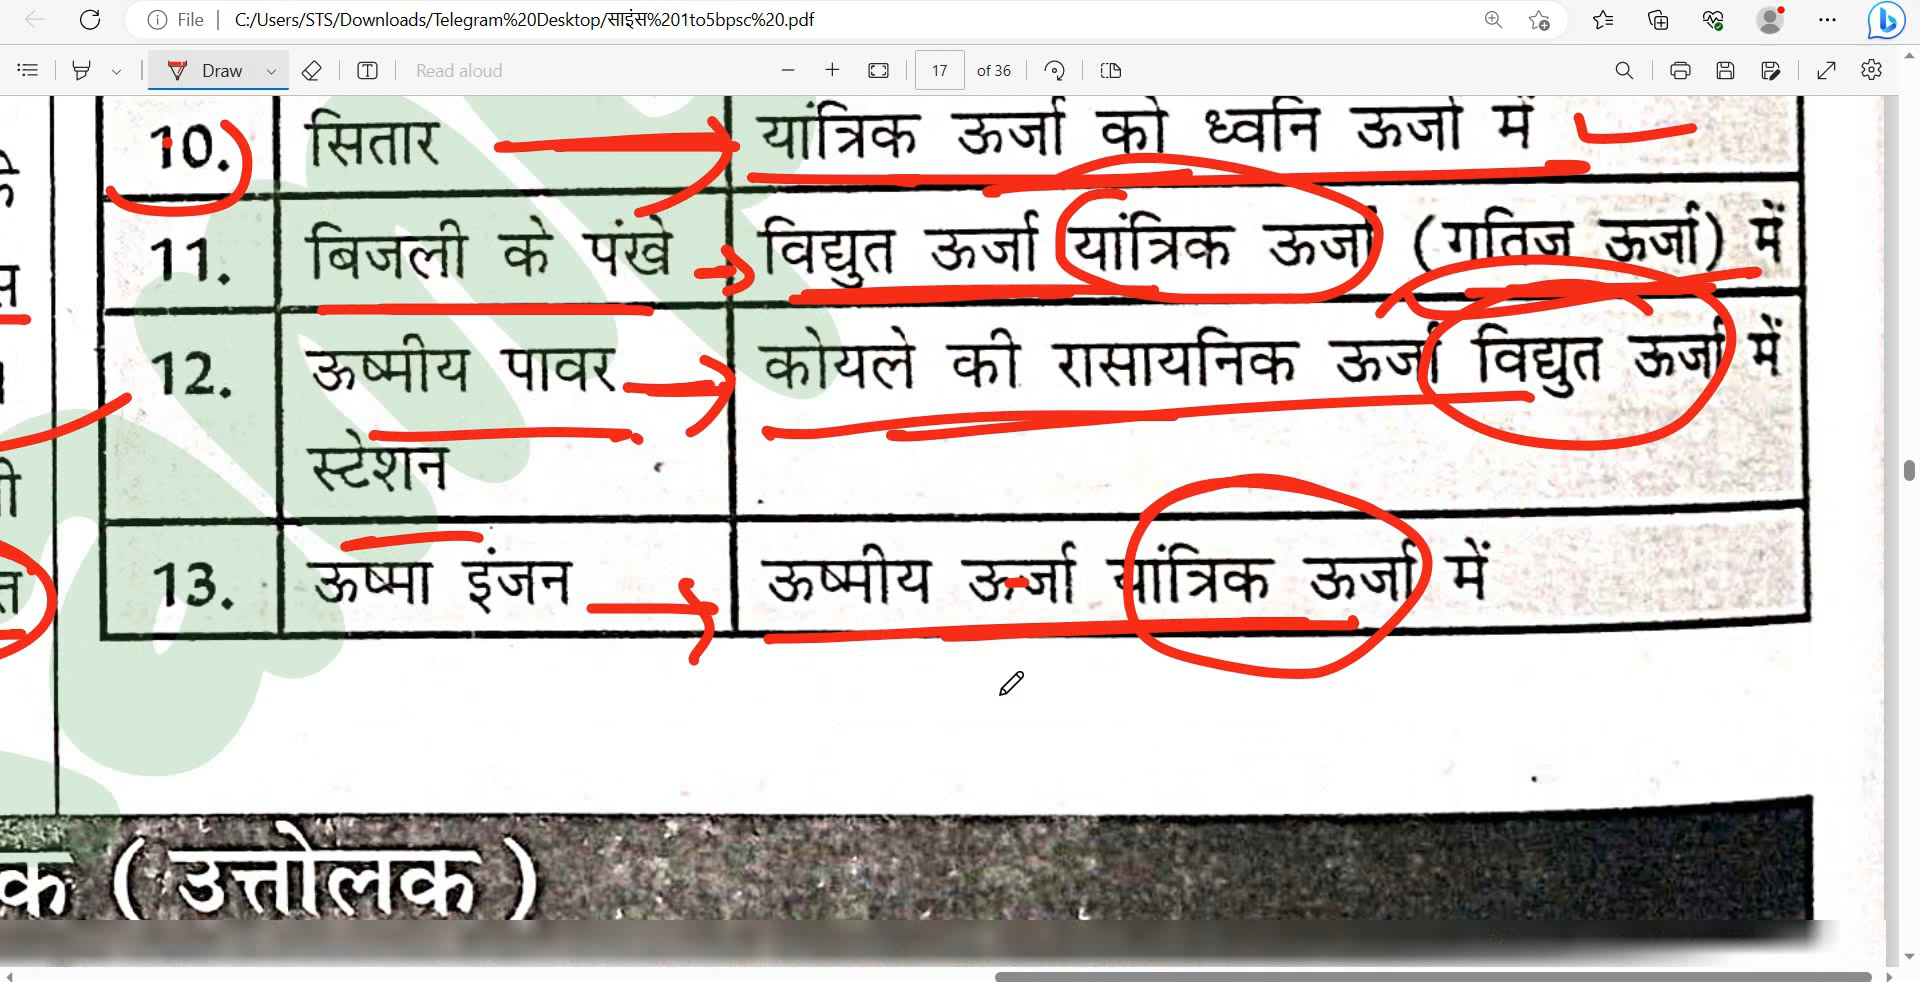 File C:/Users/STS/Downloads/Telegram%20Desktop/साइंस%201to5bpsc%20.pdf
Draw Read aloud 17 of 36
10. सितार यांत्रिक ऊर्जा को ध्वनि ऊर्जा में
11. बिजली के पंखे विद्युत ऊर्जा यांत्रिक ऊर्जा (गतिज ऊर्जा) में
12. ऊष्मीय पावर कोयले की रासायनिक ऊर्जा विद्युत ऊर्जा में
स्टेशन
13. ऊष्मा इंजन ऊष्मीय ऊर्जा यांत्रिक ऊर्जा में
(उत्तोलक)